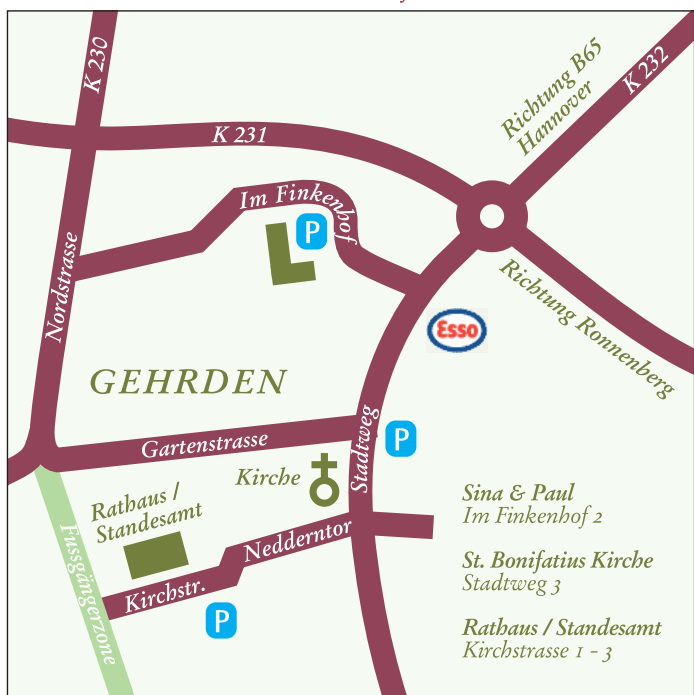 K 230
K 231
K 232
Richtung B65
Hannover
Im Finkenhof
P
Nordstrasse
Esso
Richtung Ronnenberg
GEHRDEN
Gartenstrasse
Stadtweg
P
Kirche
Rathaus /
Standesamt
Nedderntor
Kirchstr.
P
Fussgängerzone
Sina & Paul
Im Finkenhof 2
St. Bonifatius Kirche
Stadtweg 3
Rathaus / Standesamt
Kirchstrasse 1 - 3